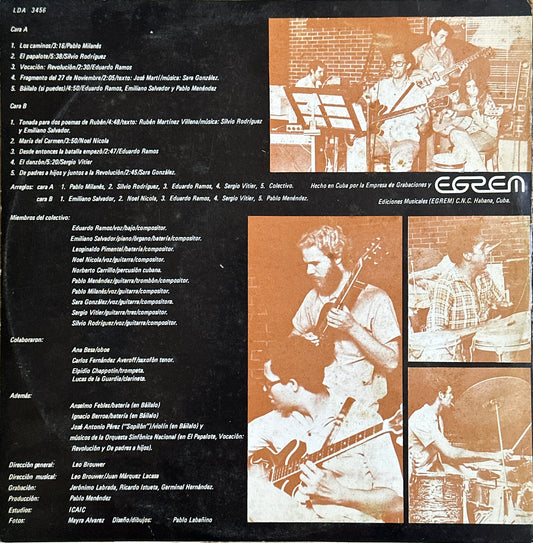 LDA 3456
Cara A
1. Los caminos/3:16/Pablo Milanés
2. El papalote/5:38/Silvio Rodríguez
3. Vocación: Revolución/2:30/Eduardo Ramos
4. Fragmento del 27 de Noviembre/2:05/texto: José Martí/música: Sara González.
5. Báilalo (si puedes)/4:50/Eduardo Ramos, Emiliano Salvador y Pablo Menéndez
Cara B
1. Tonada para dos poemas de Rubén/4:48/texto: Rubén Martínez Villena/música: Silvio Rodríguez
y Emiliano Salvador.
2. María del Carmen/3:50/Noel Nicola
3. Desde entonces la batalla empezó/2:47/Eduardo Ramos
4. El danzón/5:20/Sergio Vitier
5. De padres a hijos y juntos a la Revolución/2:45/Sara González.
Arreglos: cara A 1. Pablo Milanés, 2. Silvio Rodríguez, 3. Eduardo Ramos, 4. Sergio Vitier, 5. Colectivo.
cara B 1. Emiliano Salvador, 2. Noel Nicola, 3. Eduardo Ramos, 4. Sergio Vitier, 5. Pablo Menéndez.
Hecho en Cuba por la Empresa de Grabaciones y EGREM
Ediciones Musicales (EGREM) C.N.C. Habana, Cuba.
Miembros del colectivo:
Eduardo Ramos/voz/bajo/compositor.
Emiliano Salvador/piano/órgano/batería/compositor.
Leoginaldo Pimentel/batería/compositor.
Noel Nicola/voz/guitarra/compositor.
Norberto Carrillo/percusión cubana.
Pablo Menéndez/guitarra/trombón/compositor.
Pablo Milanés/voz/guitarra/compositor.
Sara González/voz/guitarra/compositora.
Sergio Vitier/guitarra/tres/compositor.
Silvio Rodríguez/voz/guitarra/compositor.
Colaboraron:
Ana Besa/oboe
Carlos Fernández Averoff/saxofón tenor.
Elpidio Chappotín/trompeta.
Lucas de la Guardia/clarinete.
Además:
Anselmo Febles/batería (en Báilalo)
Ignacio Berroa/batería (en Báilalo)
José Antonio Pérez ("Sopilón")/violín (en Báilalo) y
músicos de la Orquesta Sinfónica Nacional (en El Papalote, Vocación:
Revolución y De padres a hijos).
Dirección general: Leo Brouwer
Dirección musical: Leo Brouwer/Juan Márquez Lacasa
Grabación: Jerónimo Labrada, Ricardo Istueta, Germinal Hernández.
Producción: Pablo Menéndez
Estudios: ICAIC
Fotos: Mayra Alvarez Diseño/dibujos: Pablo Labañino